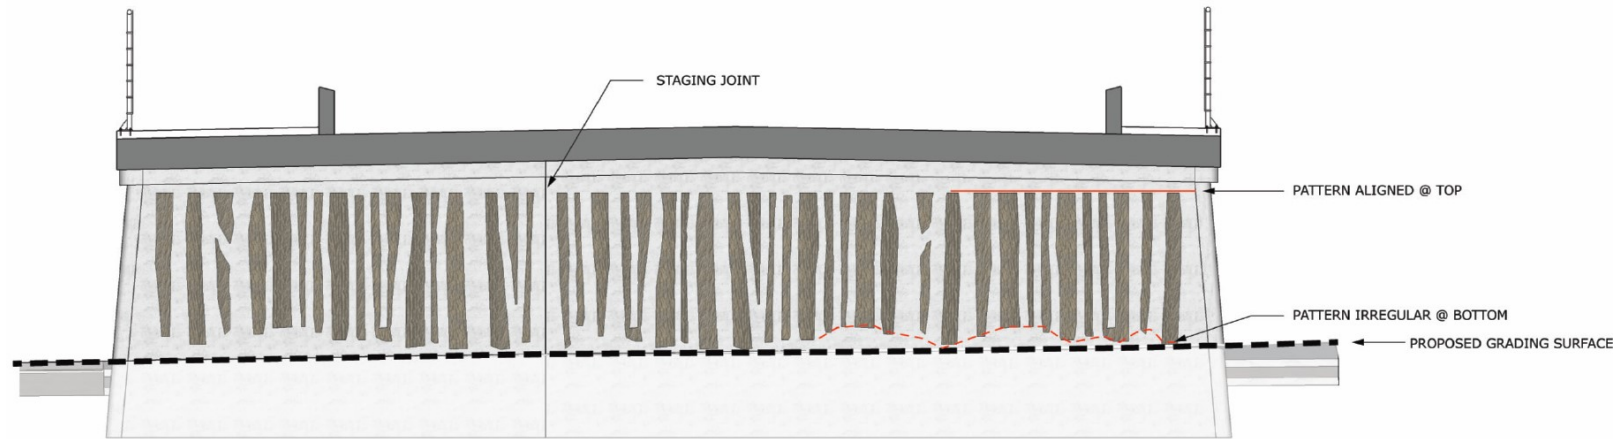 STAGING JOINT
PATTERN ALIGNED @ TOP
PATTERN IRREGULAR @ BOTTOM
PROPOSED GRADING SURFACE